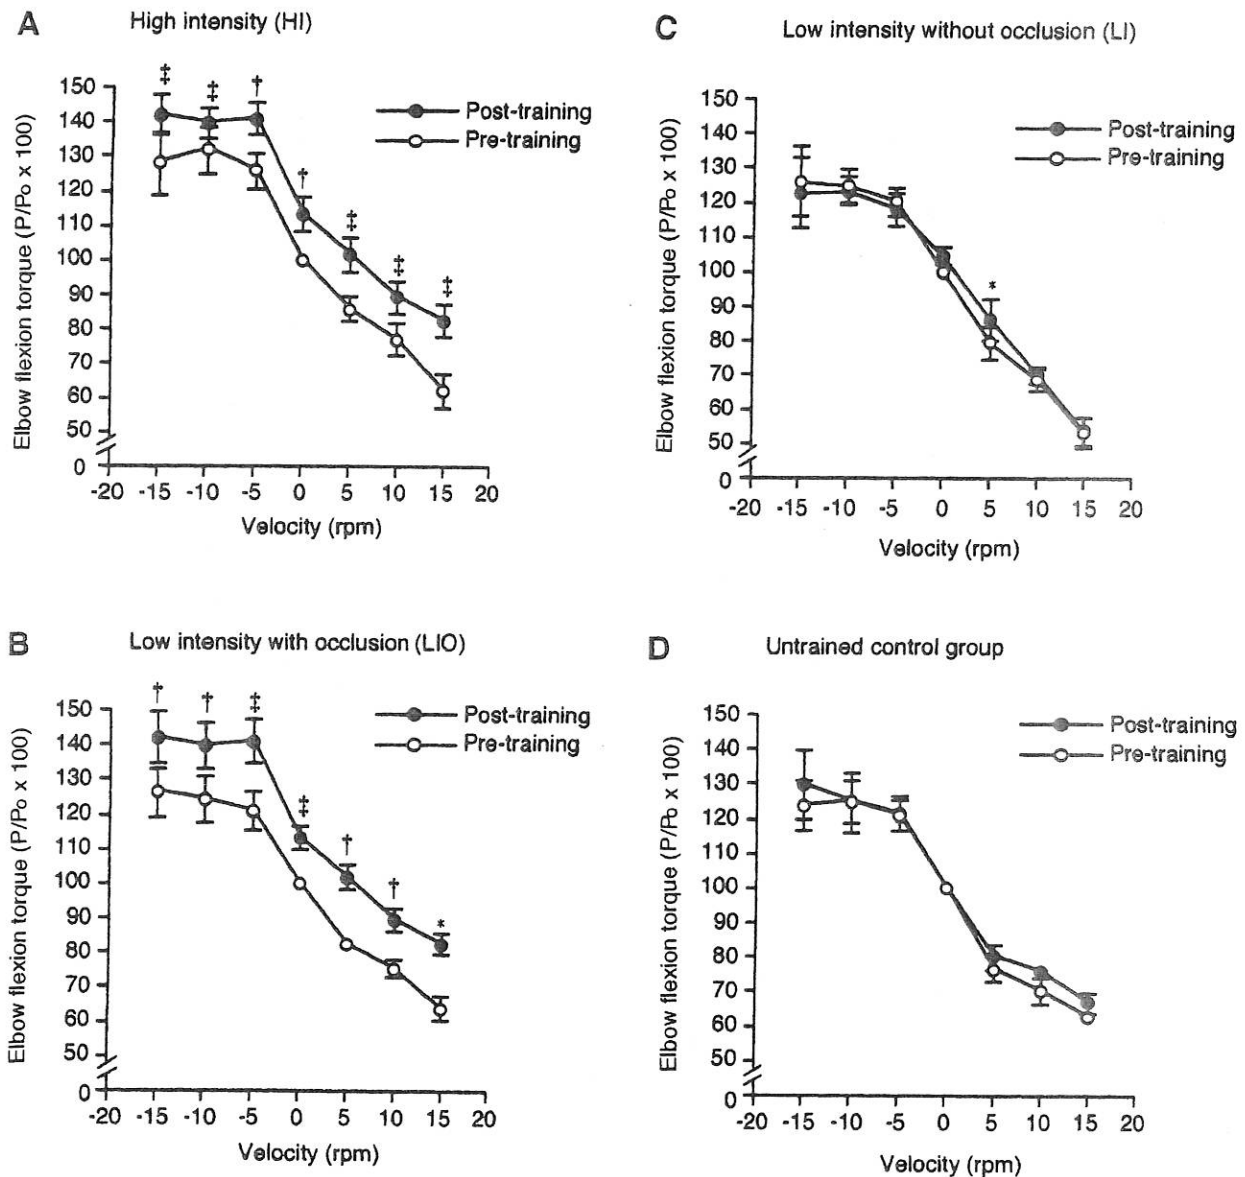 A
High intensity (HI)
‡ ‡ † † ‡ ‡ ‡
Post-training
Pre-training
Elbow flexion torque (P/Po x 100)
150
140
130
120
110
100
90
80
70
60
50
0
-20 -15 -10 -5 0 5 10 15 20
Velocity (rpm)
C
Low intensity without occlusion (LI)
*
Post-training
Pre-training
Elbow flexion torque (P/Po x 100)
150
140
130
120
110
100
90
80
70
60
50
0
-20 -15 -10 -5 0 5 10 15 20
Velocity (rpm)
B
Low intensity with occlusion (LIO)
† † ‡ ‡ † † *
Post-training
Pre-training
Elbow flexion torque (P/Po x 100)
150
140
130
120
110
100
90
80
70
60
50
0
-20 -15 -10 -5 0 5 10 15 20
Velocity (rpm)
D
Untrained control group
Post-training
Pre-training
Elbow flexion torque (P/Po x 100)
150
140
130
120
110
100
90
80
70
60
50
0
-20 -15 -10 -5 0 5 10 15 20
Velocity (rpm)